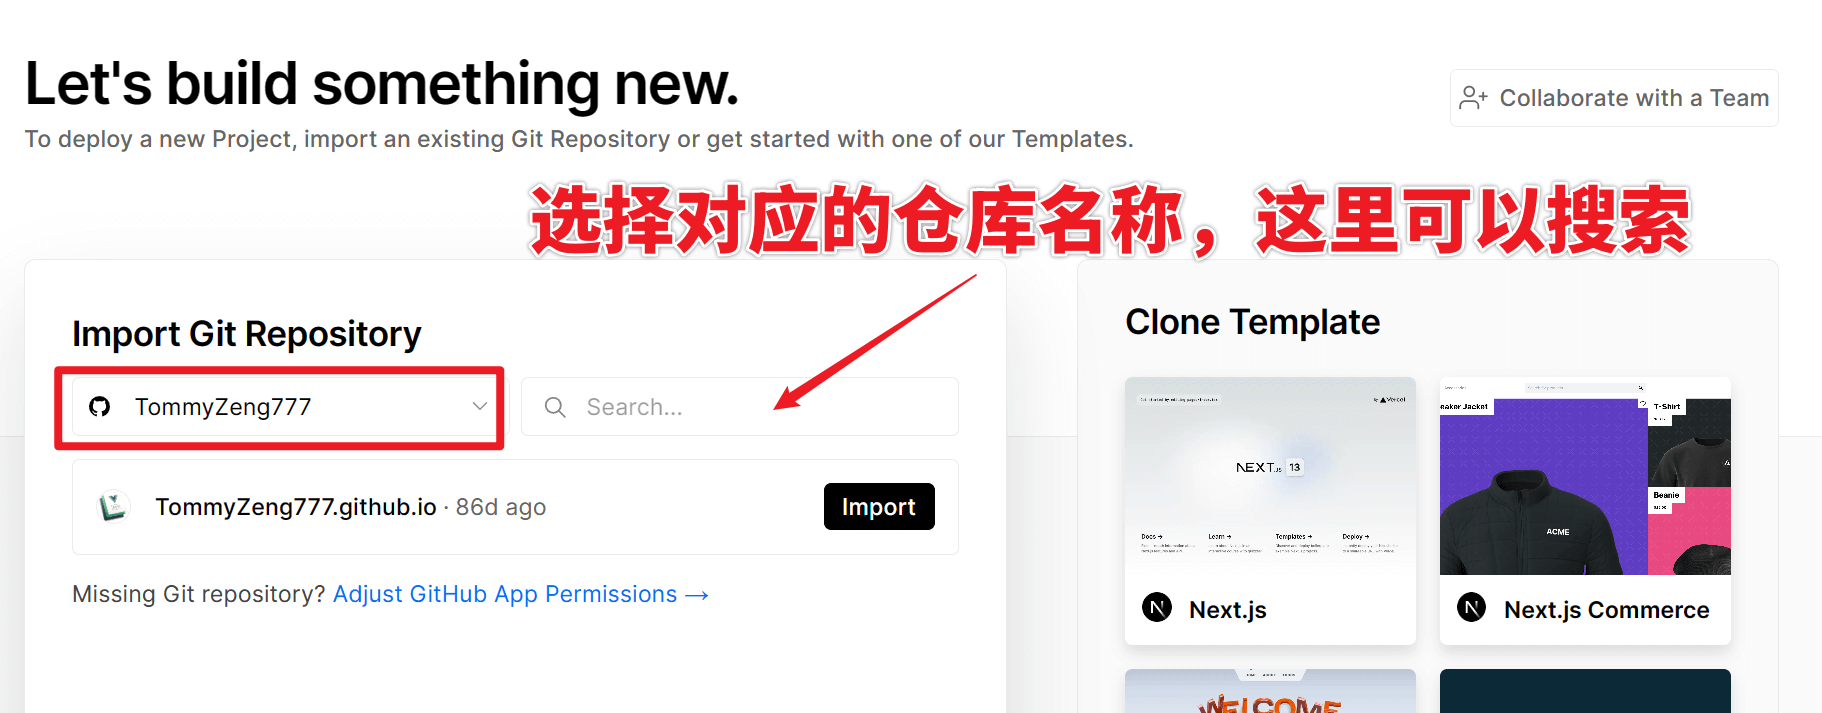 Let's build something new.
To deploy a new Project, import an existing Git Repository or get started with one of our Templates.
Collaborate with a Team
选择对应的仓库名称，这里可以搜索
Import Git Repository
TommyZeng777
Search...
TommyZeng777.github.io · 86d ago
Import
Missing Git repository? Adjust GitHub App Permissions →
Clone Template
by Vercel
NEXT.js 13
Docs →
Learn →
Templates →
Deploy →
Next.js
eaker Jacket
T-Shirt
Beanie
ACME
Next.js Commerce
WELCOME